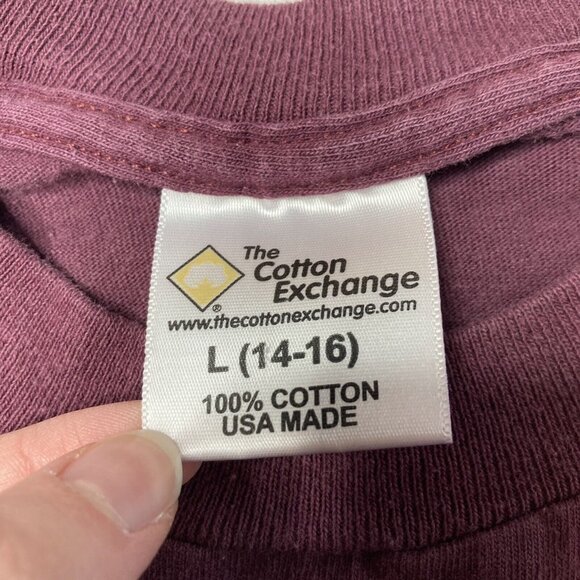 The
Cotton
Exchange
®
www.thecottonexchange.com
L (14-16)
100% COTTON
USA MADE